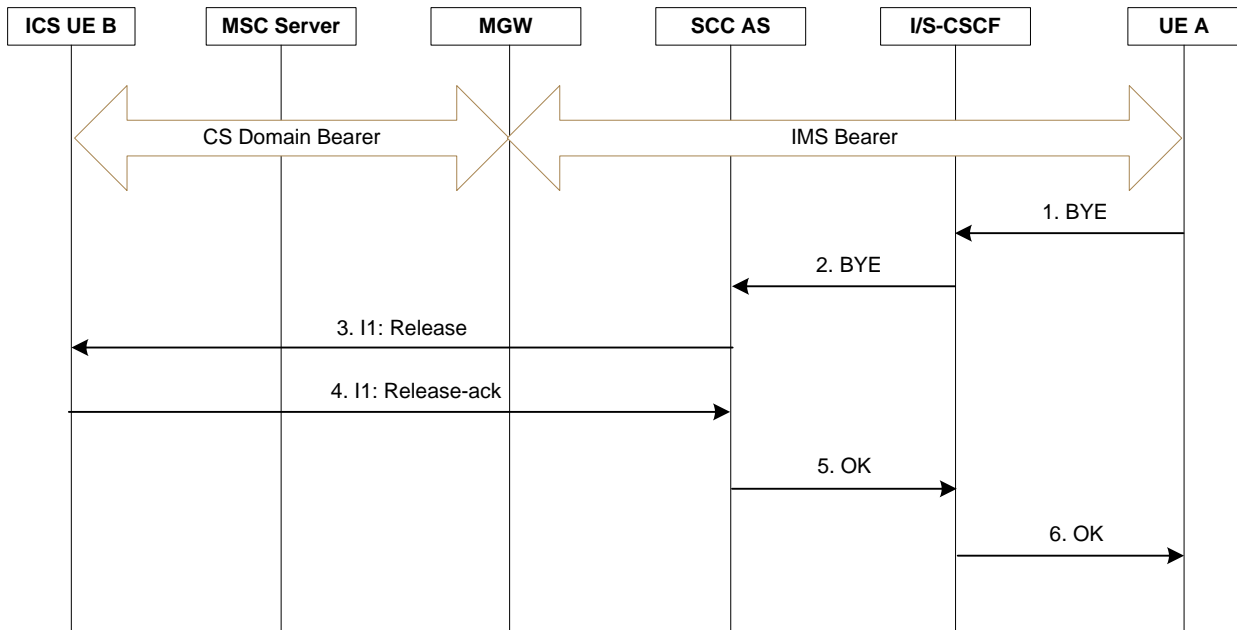 ICS UE B
MSC Server
MGW
SCC AS
I/S-CSCF
UE A
CS Domain Bearer
IMS Bearer
1. BYE
2. BYE
3. I1: Release
4. I1: Release-ack
5. OK
6. OK